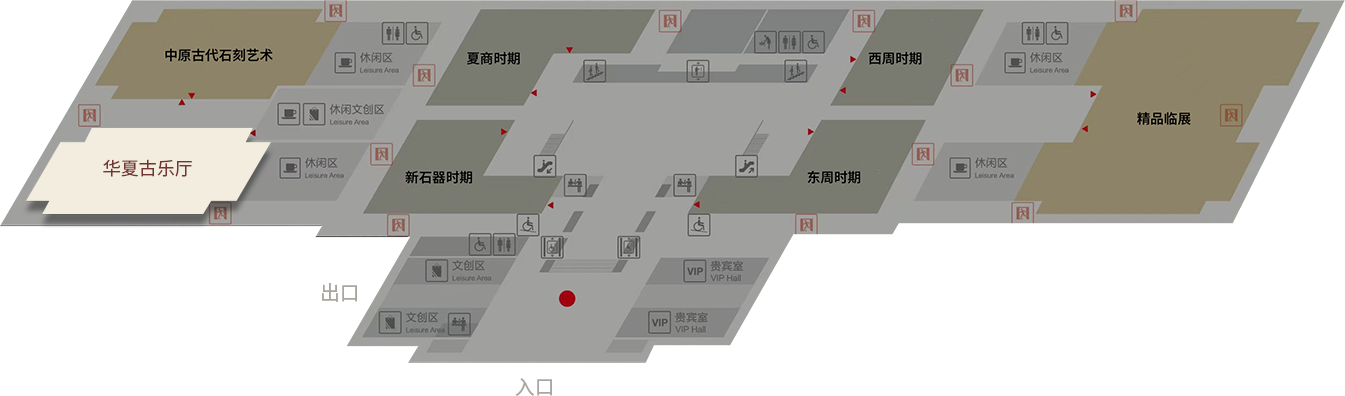 中原古代石刻艺术
休闲区
Leisure Area
夏商时期
西周时期
休闲区
Leisure Area
休闲文创区
Leisure Area
精品临展
华夏古乐厅
休闲区
Leisure Area
新石器时期
东周时期
休闲区
Leisure Area
文创区
Leisure Area
VIP
贵宾室
VIP Hall
出口
文创区
Leisure Area
VIP
贵宾室
VIP Hall
入口